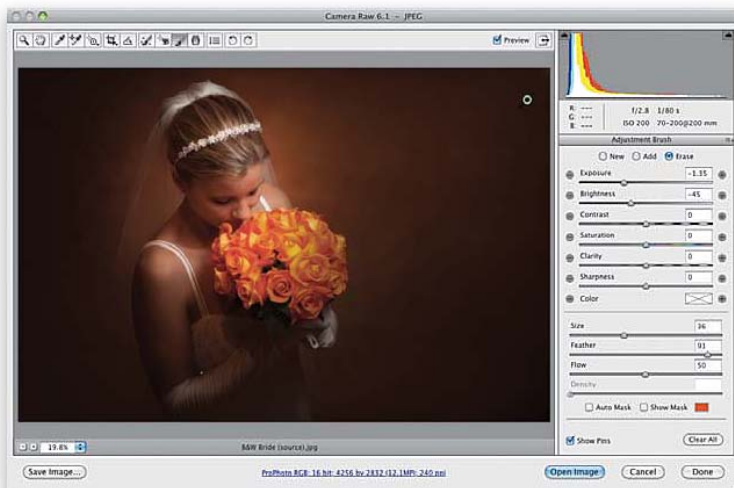 Camera Raw 6.1 – JPEG
Preview
R: ---
G: ---
B: ---
f/2.8 1/80 s
ISO 200 70-200@200 mm
Adjustment Brush
New Add Erase
Exposure -1.35
Brightness -45
Contrast 0
Saturation 0
Clarity 0
Sharpness 0
Color
Size 36
Feather 91
Flow 50
Density
Auto Mask Show Mask
Show Pins Clear All
19.8% B&W Bride (source).jpg
Save Image... ProPhoto RGB; 16 bit; 4256 by 2832 (12.1MP); 240 ppi Open Image Cancel Done